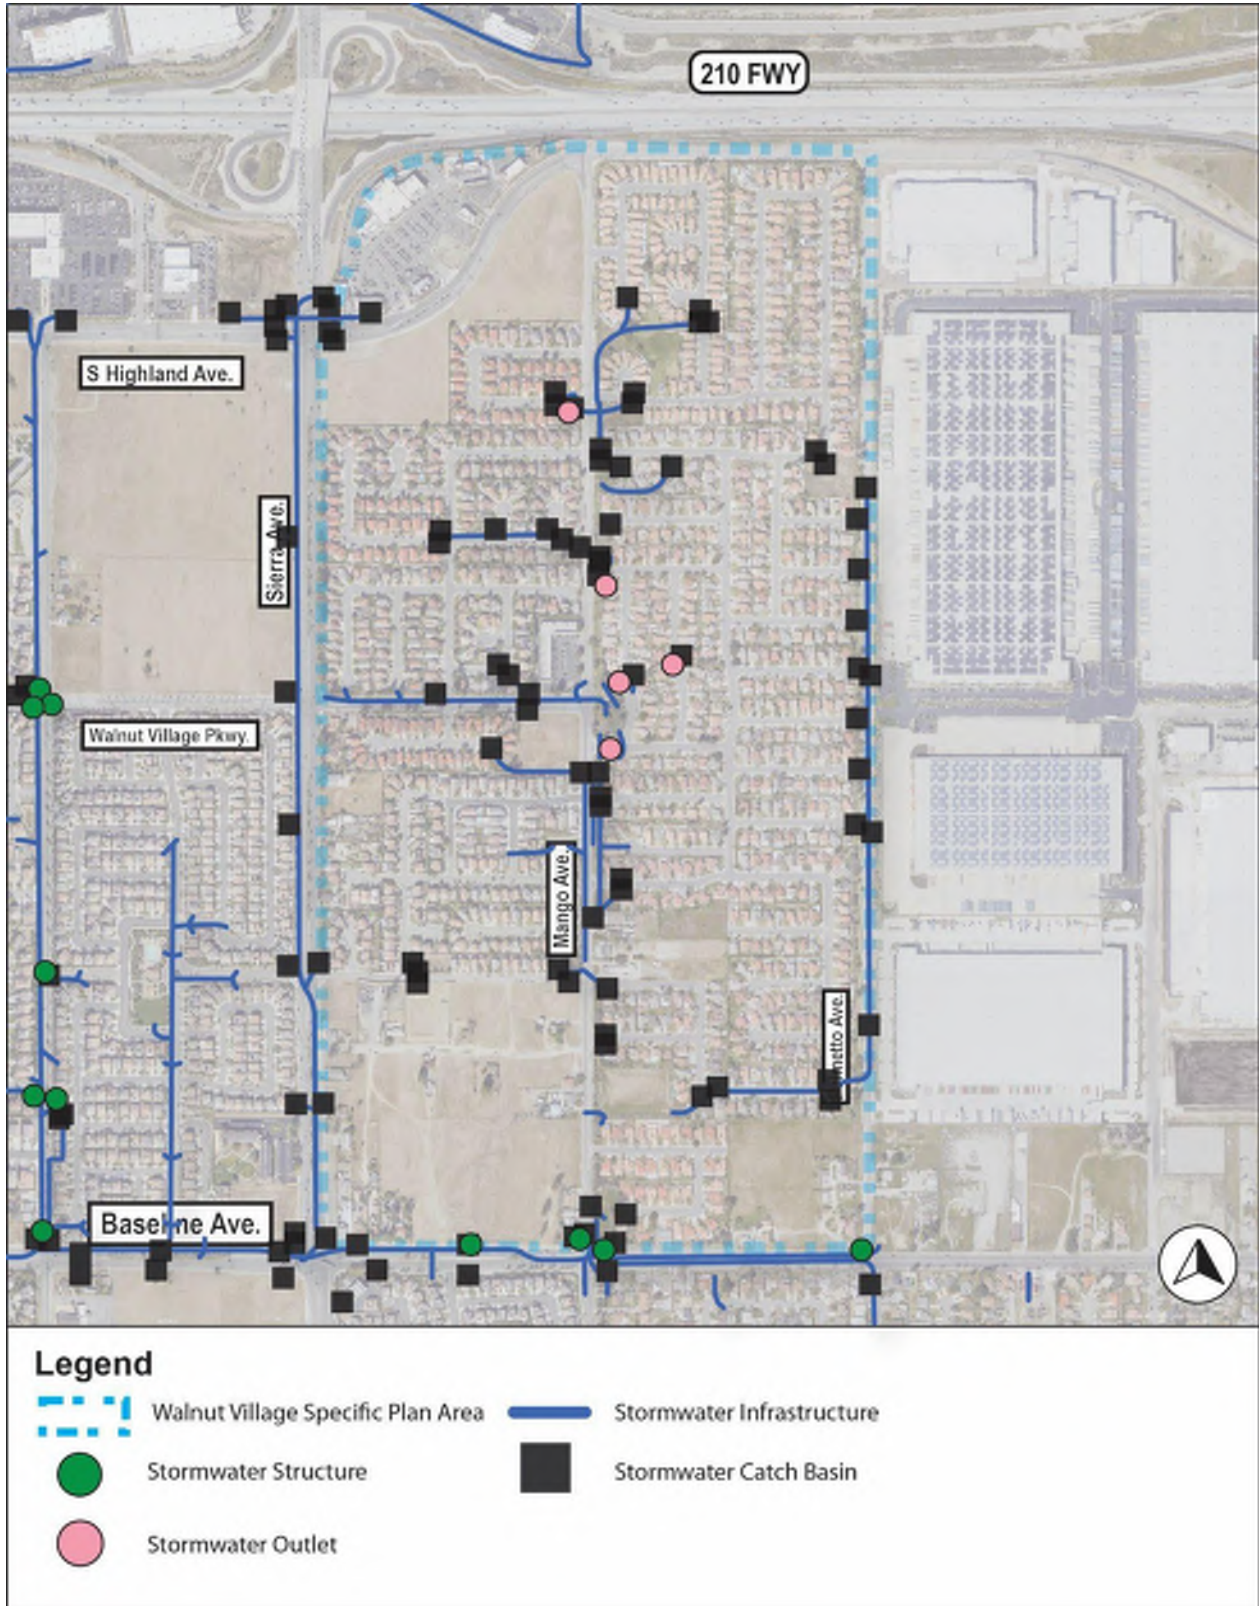 210 FWY
S Highland Ave.
Sierra Ave.
Walnut Village Pkwy.
Mango Ave.
Ave.
Baseline Ave.
Legend
Walnut Village Specific Plan Area
Stormwater Infrastructure
Stormwater Structure
Stormwater Catch Basin
Stormwater Outlet